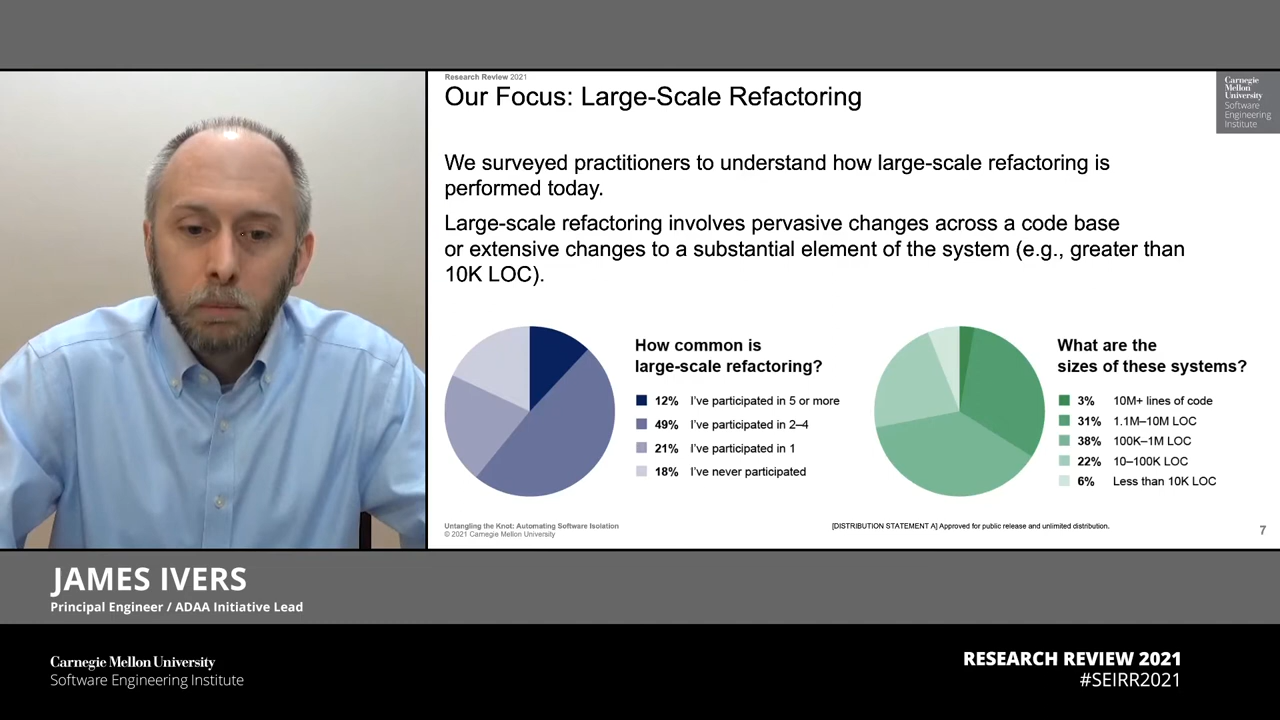 Research Review 2021
Our Focus: Large-Scale Refactoring
Carnegie
Mellon
University
Software
Engineering
Institute
We surveyed practitioners to understand how large-scale refactoring is
performed today.
Large-scale refactoring involves pervasive changes across a code base
or extensive changes to a substantial element of the system (e.g., greater than
10K LOC).
How common is
large-scale refactoring?
12% I've participated in 5 or more
49% I've participated in 2–4
21% I've participated in 1
18% I've never participated
What are the
sizes of these systems?
3% 10M+ lines of code
31% 1.1M–10M LOC
38% 100K–1M LOC
22% 10–100K LOC
6% Less than 10K LOC
Untangling the Knot: Automating Software Isolation
© 2021 Carnegie Mellon University
[DISTRIBUTION STATEMENT A] Approved for public release and unlimited distribution.
7
JAMES IVERS
Principal Engineer / ADAA Initiative Lead
Carnegie Mellon University
Software Engineering Institute
RESEARCH REVIEW 2021
#SEIRR2021